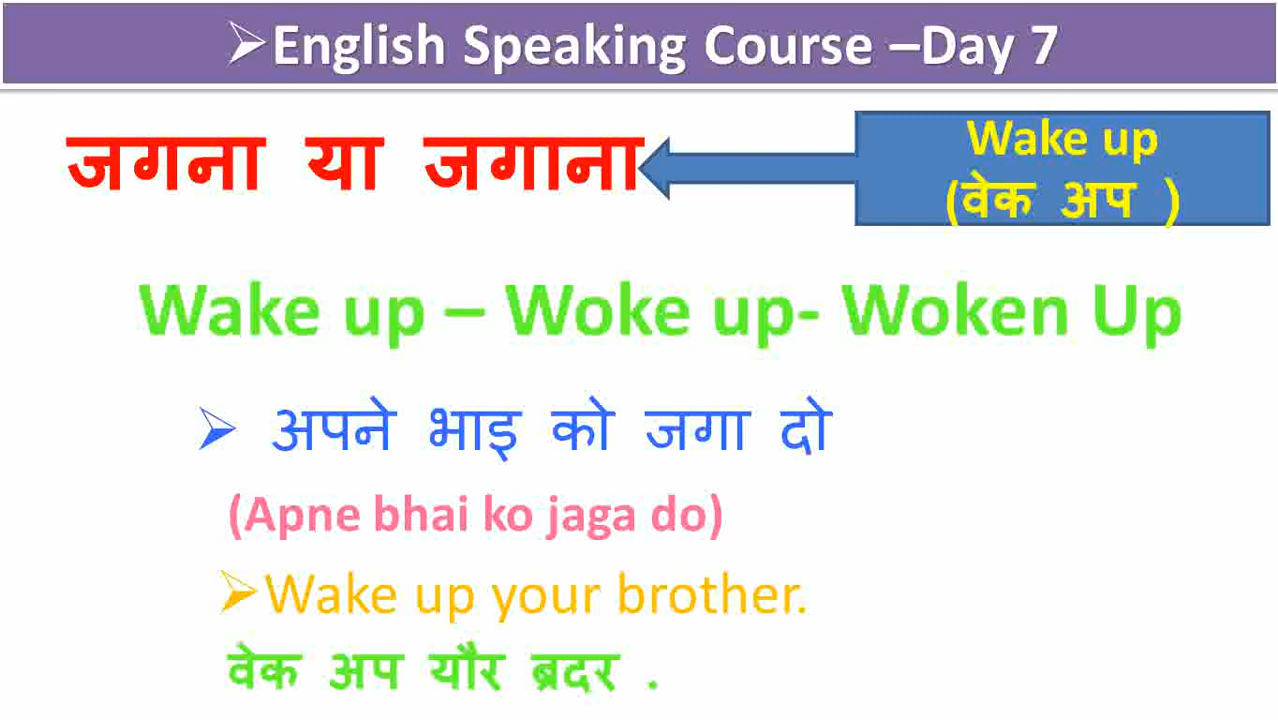 ➢English Speaking Course –Day 7
जगना या जगाना
Wake up
(वेक अप )
Wake up – Woke up- Woken Up
➢ अपने भाइ को जगा दो
(Apne bhai ko jaga do)
➢Wake up your brother.
वेक अप यौर ब्रदर .